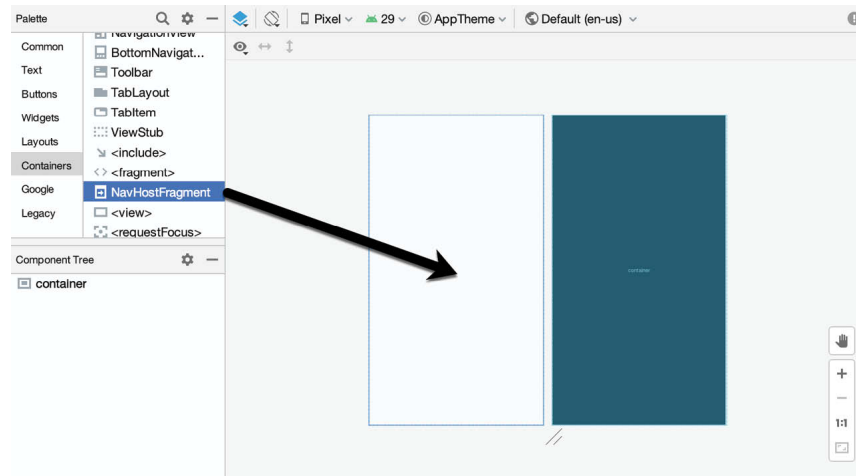 Palette
Pixel
29
AppTheme
Default (en-us)
Common
Text
Buttons
Widgets
Layouts
Containers
Google
Legacy
NavigationView
BottomNavigat...
Toolbar
TabLayout
TabItem
ViewStub
<include>
<fragment>
NavHostFragment
<view>
<requestFocus>
Component Tree
container
container
1:1